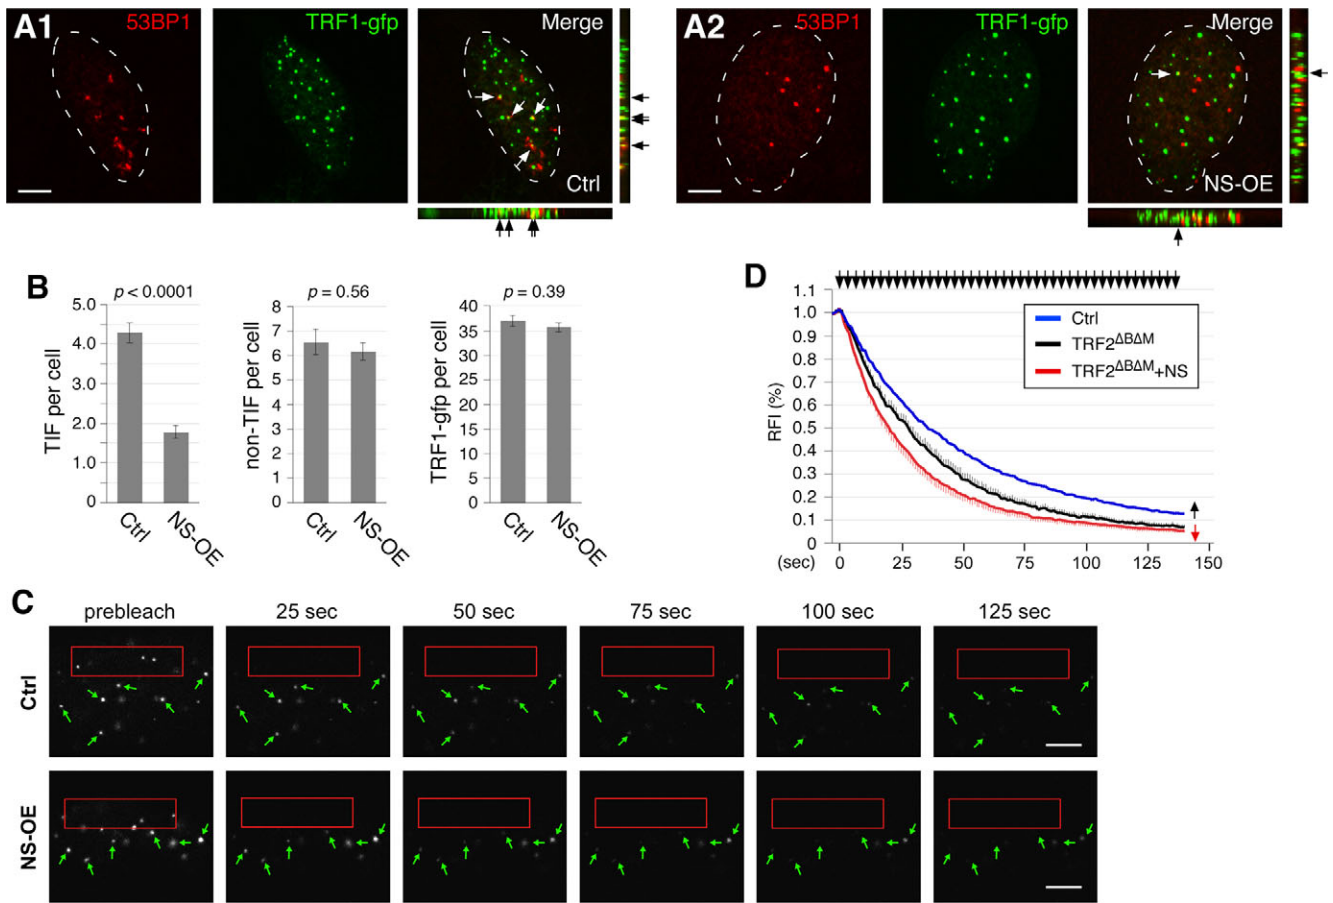 A1 53BP1 TRF1-gfp Merge
Ctrl
A2 53BP1 TRF1-gfp Merge
NS-OE
B
p < 0.0001
TIF per cell
5.0
4.0
3.0
2.0
1.0
0
Ctrl NS-OE
p = 0.56
non-TIF per cell
8
7
6
5
4
3
2
1
0
Ctrl NS-OE
p = 0.39
TRF1-gfp per cell
40
35
30
25
20
15
10
5
0
Ctrl NS-OE
D
RFI (%)
1.1
1.0
0.9
0.8
0.7
0.6
0.5
0.4
0.3
0.2
0.1
0
Ctrl
TRF2ΔBΔM
TRF2ΔBΔM+NS
(sec) 0 25 50 75 100 125 150
C
prebleach 25 sec 50 sec 75 sec 100 sec 125 sec
Ctrl
NS-OE